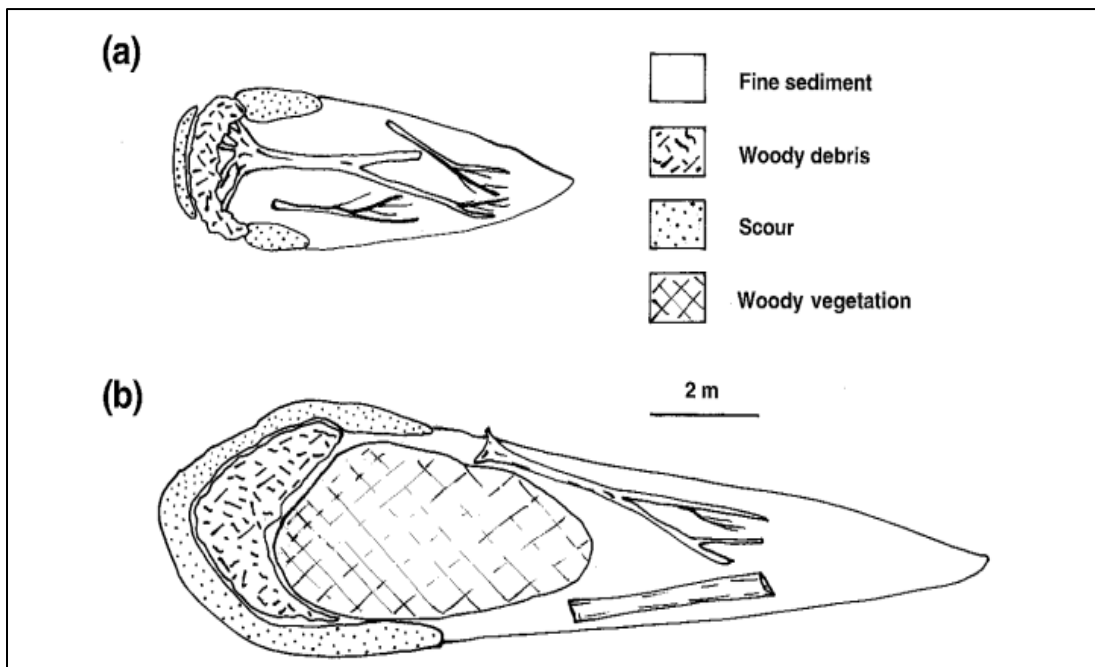 (a)
Fine sediment
Woody debris
Scour
Woody vegetation
(b)
2 m